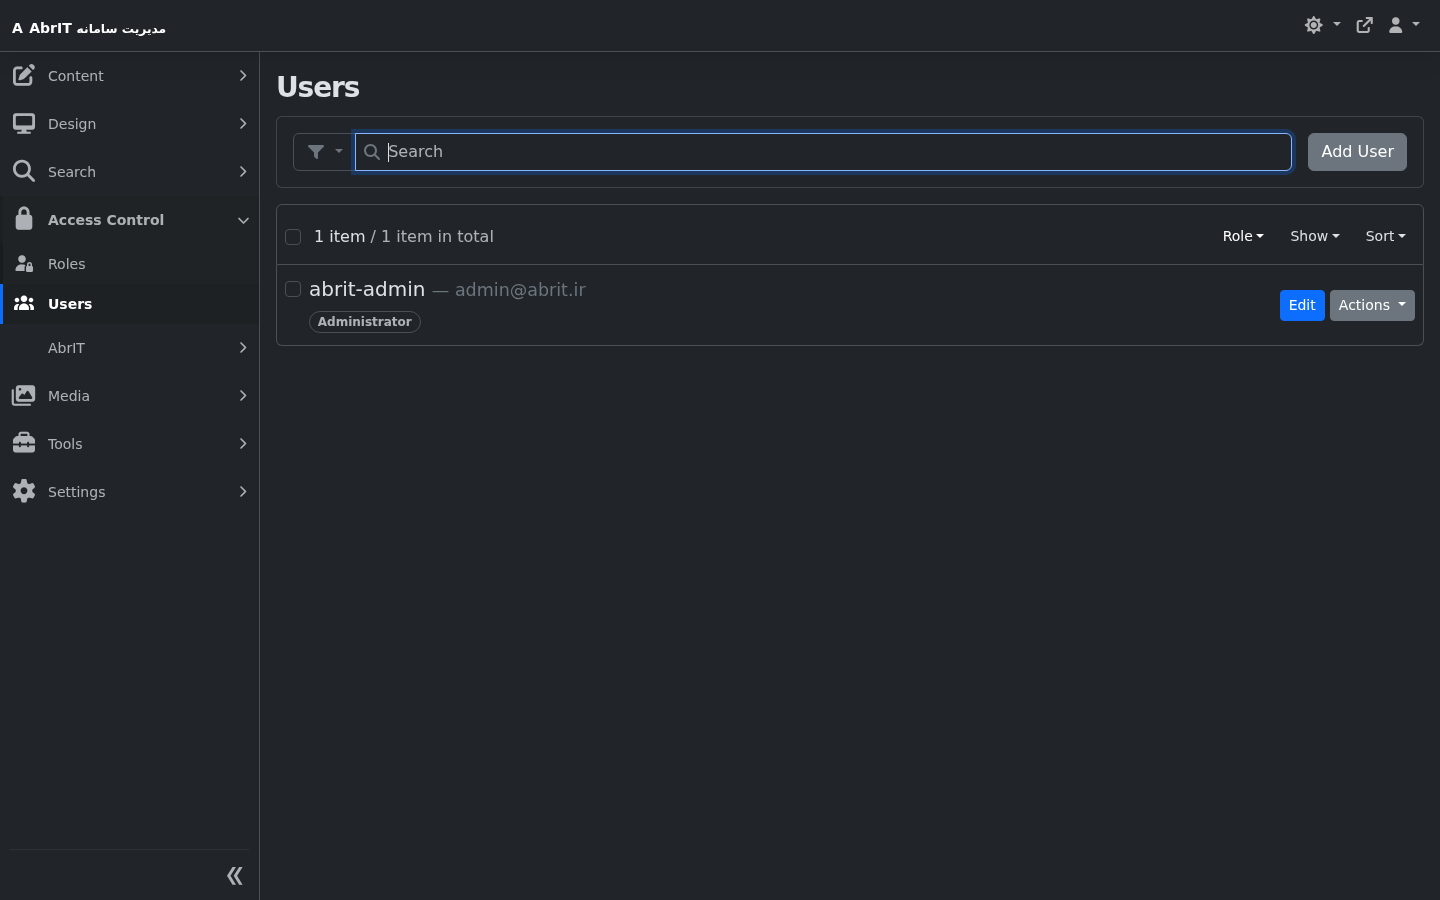 A AbrIT مدیریت سامانه
Content
Design
Search
Access Control
Roles
Users
AbrIT
Media
Tools
Settings
Users
Search
Add User
1 item / 1 item in total
Role
Show
Sort
abrit-admin — admin@abrit.ir
Administrator
Edit
Actions